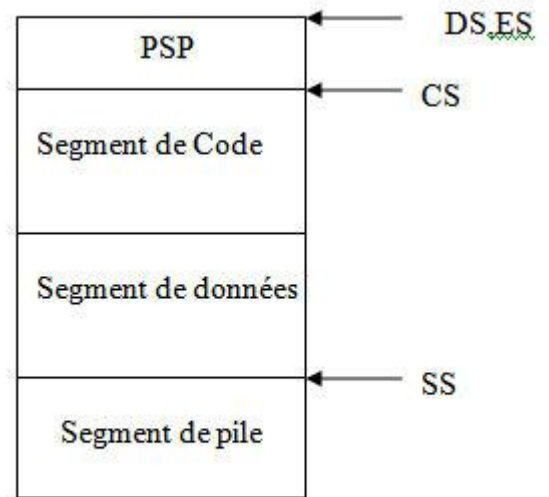 DS,ES
PSP
CS
Segment de Code
Segment de données
SS
Segment de pile